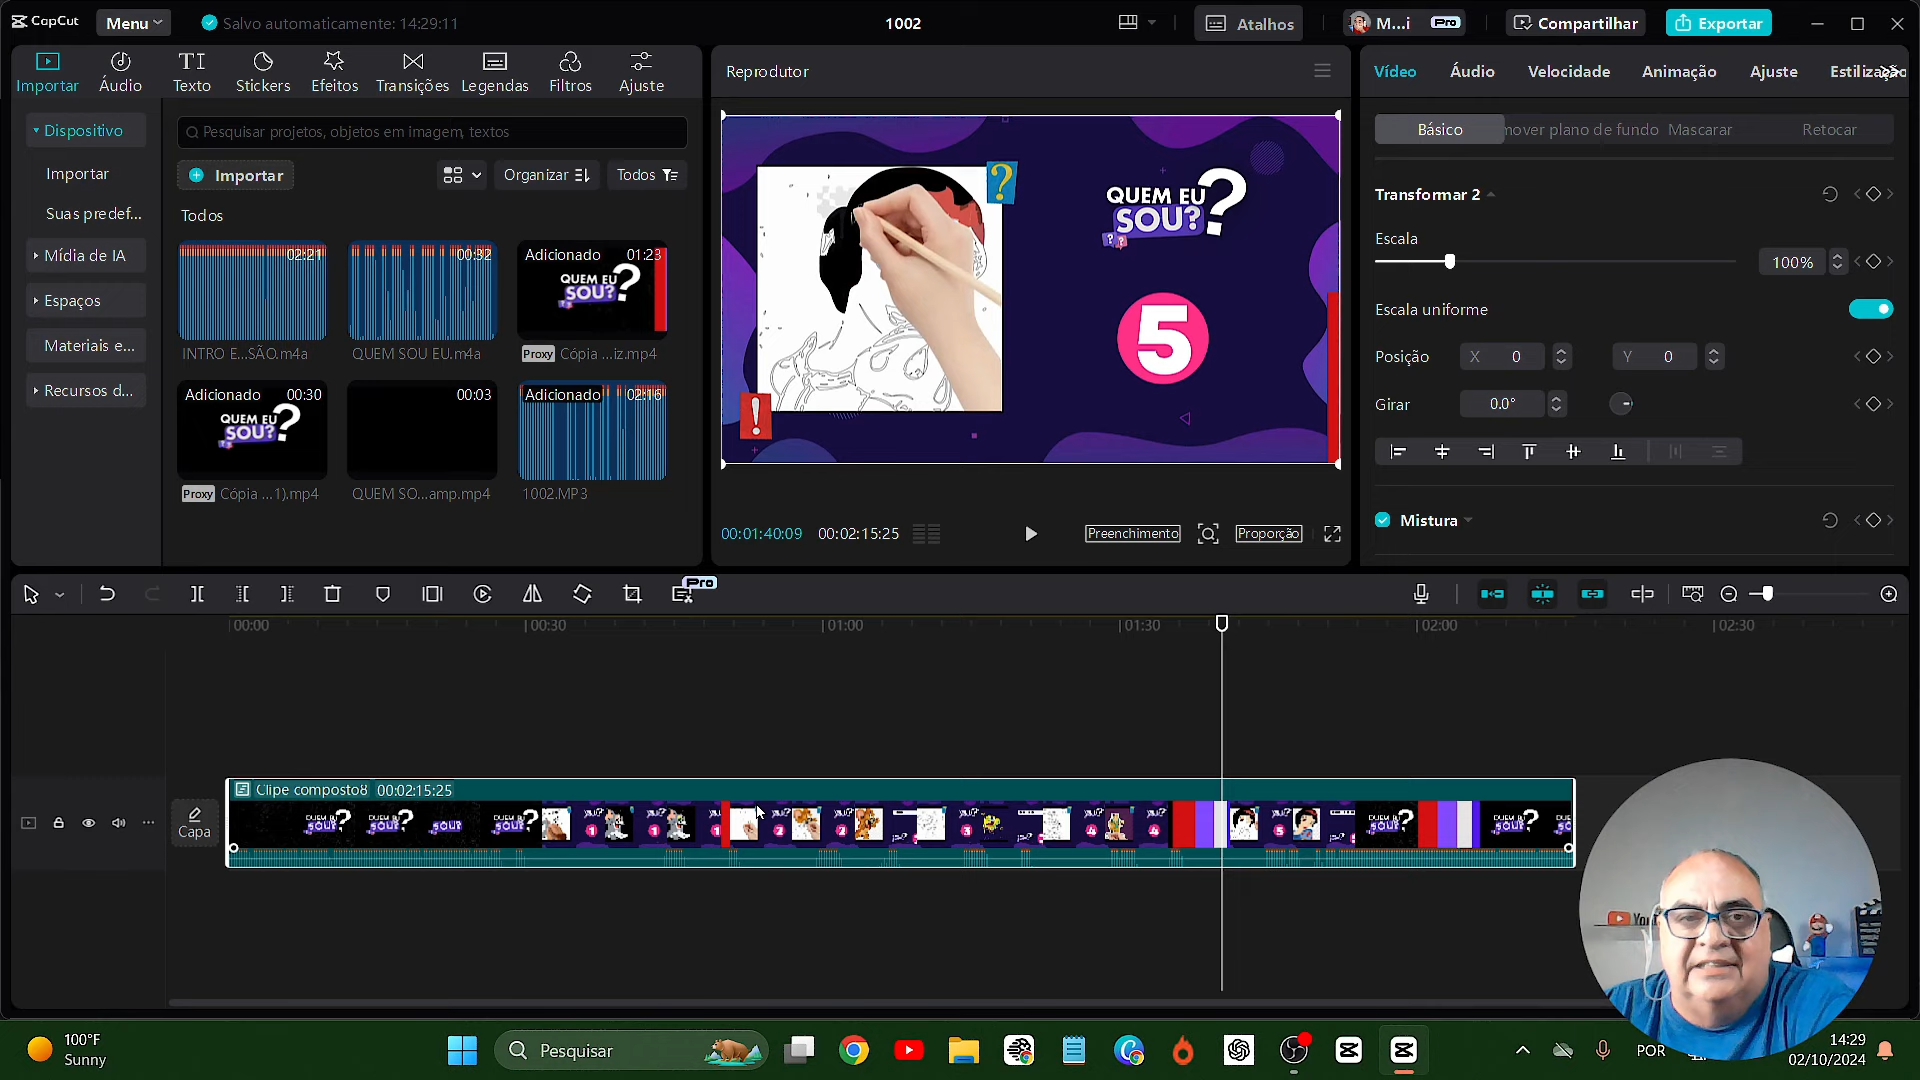 CapCut
Menu
Salvo automaticamente: 14:29:11
1002
Atalhos
M...i
Pro
Compartilhar
Exportar
Importar
Áudio
Texto
Stickers
Efeitos
Transições
Legendas
Filtros
Ajuste
Dispositivo
Importar
Suas predef...
Mídia de IA
Espaços
Materiais e...
Recursos d...
Pesquisar projetos, objetos em imagem, textos
Importar
Organizar
Todos
Todos
02:21
INTRO E...SÃO.m4a
00:32
QUEM SOU EU.m4a
Adicionado
01:23
QUEM EU SOU?
Proxy
Cópia ...iz.mp4
Adicionado
00:30
QUEM EU SOU?
Proxy
Cópia ...1).mp4
00:03
QUEM SO...amp.mp4
Adicionado
02:16
1002.MP3
Reprodutor
?
!
QUEM EU
SOU?
5
00:01:40:09
00:02:15:25
Preenchimento
Proporção
Vídeo
Áudio
Velocidade
Animação
Ajuste
Básico
mover plano de fundo
Mascarar
Retocar
Transformar 2
Escala
100%
Escala uniforme
Posição
X 0
Y 0
Girar
0.0°
Mistura
Pro
00:00
00:30
01:00
01:30
02:00
02:30
Capa
Clipe composto8
00:02:15:25
100°F
Sunny
Pesquisar
POR
14:29
02/10/2024